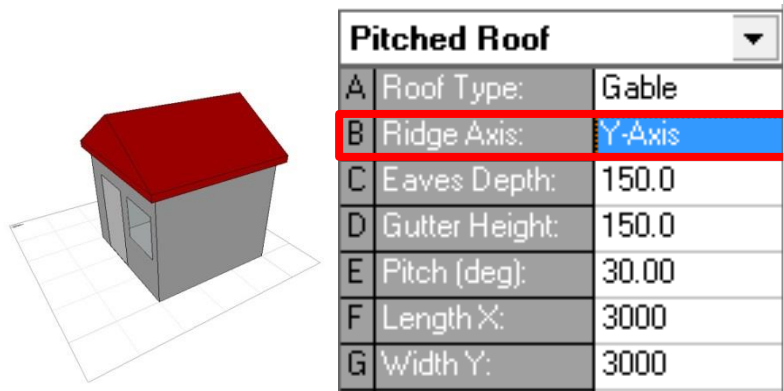 Pitched Roof
A Roof Type: Gable
B Ridge Axis: Y-Axis
C Eaves Depth: 150.0
D Gutter Height: 150.0
E Pitch (deg): 30.00
F Length X: 3000
G Width Y: 3000